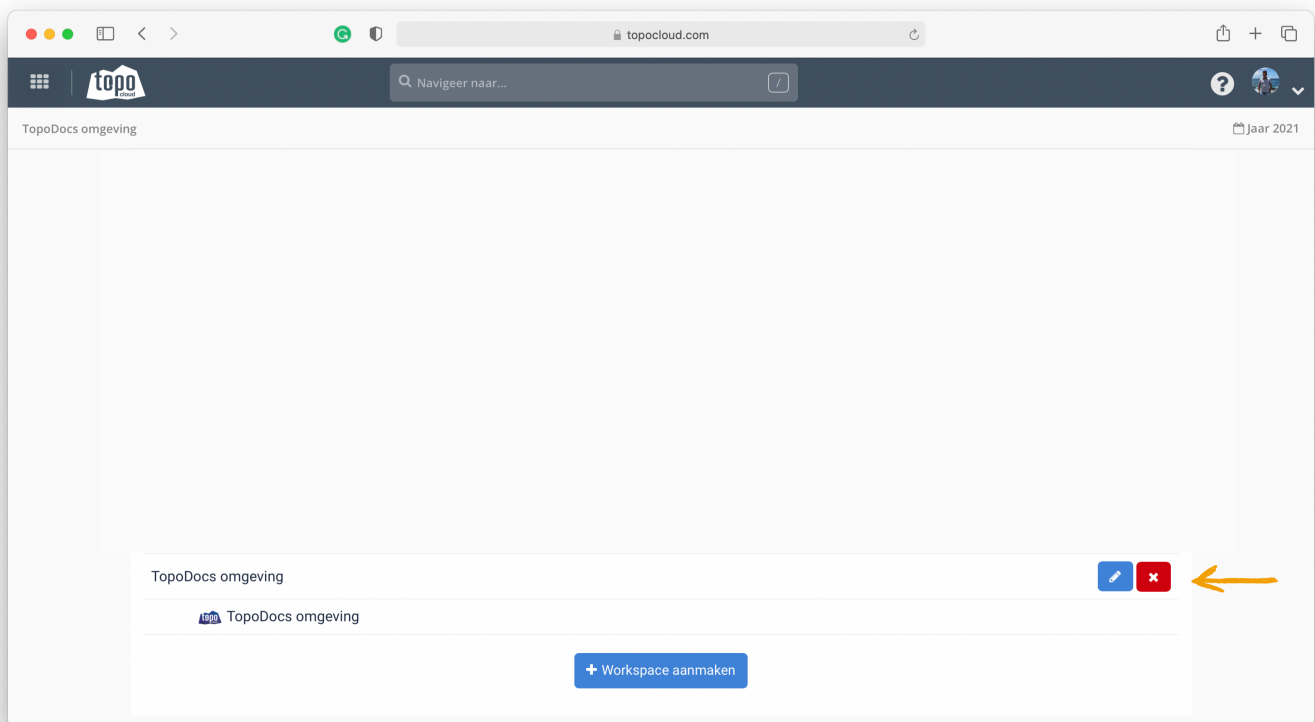 topocloud.com
topo
cloud
Navigeer naar...
/
TopoDocs omgeving
Jaar 2021
TopoDocs omgeving
topo TopoDocs omgeving
Workspace aanmaken